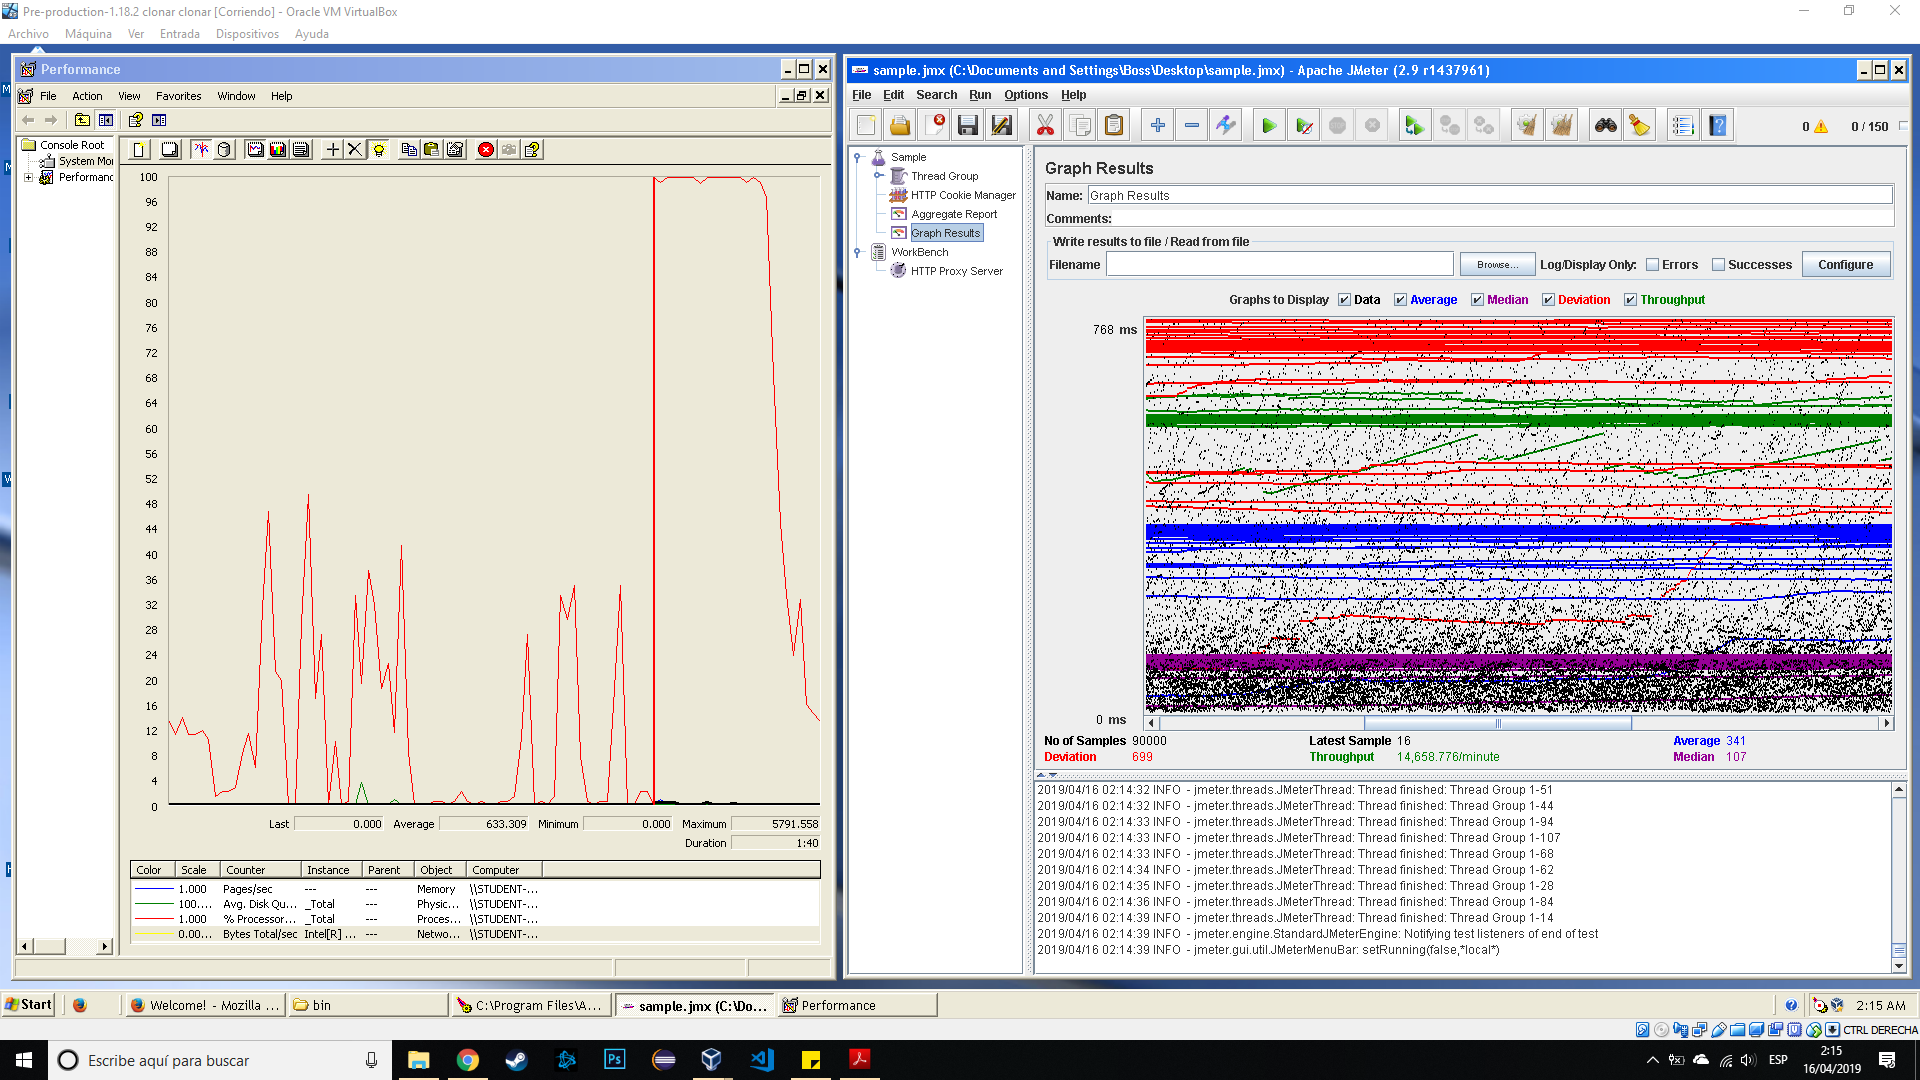 Pre-production-1.18.2 clonar clonar [Corriendo] - Oracle VM VirtualBox
Archivo Máquina Ver Entrada Dispositivos Ayuda
Performance
File Action View Favorites Window Help
Console Root
System Mo
Performanc
100
96
92
88
84
80
76
72
68
64
60
56
52
48
44
40
36
32
28
24
20
16
12
8
4
0
Last 0.000 Average 633.309 Minimum 0.000 Maximum 5791.558
Duration 1:40
Color Scale Counter Instance Parent Object Computer
1.000 Pages/sec --- --- Memory \\STUDENT-...
100.... Avg. Disk Qu... _Total --- Physic... \\STUDENT-...
1.000 % Processor... _Total --- Proces... \\STUDENT-...
0.00... Bytes Total/sec Intel[R] ... --- Netwo... \\STUDENT-...
sample.jmx (C:\Documents and Settings\Boss\Desktop\sample.jmx) - Apache JMeter (2.9 r1437961)
File Edit Search Run Options Help
0 0 / 150
Sample
Thread Group
HTTP Cookie Manager
Aggregate Report
Graph Results
WorkBench
HTTP Proxy Server
Graph Results
Name: Graph Results
Comments:
Write results to file / Read from file
Filename Browse... Log/Display Only: Errors Successes Configure
Graphs to Display Data Average Median Deviation Throughput
768 ms
0 ms
No of Samples 90000 Latest Sample 16 Average 341
Deviation 699 Throughput 14,658.776/minute Median 107
2019/04/16 02:14:32 INFO - jmeter.threads.JMeterThread: Thread finished: Thread Group 1-51
2019/04/16 02:14:32 INFO - jmeter.threads.JMeterThread: Thread finished: Thread Group 1-44
2019/04/16 02:14:33 INFO - jmeter.threads.JMeterThread: Thread finished: Thread Group 1-94
2019/04/16 02:14:33 INFO - jmeter.threads.JMeterThread: Thread finished: Thread Group 1-107
2019/04/16 02:14:33 INFO - jmeter.threads.JMeterThread: Thread finished: Thread Group 1-68
2019/04/16 02:14:34 INFO - jmeter.threads.JMeterThread: Thread finished: Thread Group 1-62
2019/04/16 02:14:35 INFO - jmeter.threads.JMeterThread: Thread finished: Thread Group 1-28
2019/04/16 02:14:36 INFO - jmeter.threads.JMeterThread: Thread finished: Thread Group 1-84
2019/04/16 02:14:39 INFO - jmeter.threads.JMeterThread: Thread finished: Thread Group 1-14
2019/04/16 02:14:39 INFO - jmeter.engine.StandardJMeterEngine: Notifying test listeners of end of test
2019/04/16 02:14:39 INFO - jmeter.gui.util.JMeterMenuBar: setRunning(false,*local*)
Start Welcome! - Mozilla ... bin C:\Program Files\A... sample.jmx (C:\Do... Performance 2:15 AM
CTRL DERECHA
Escribe aquí para buscar
Ps
ESP
2:15
16/04/2019